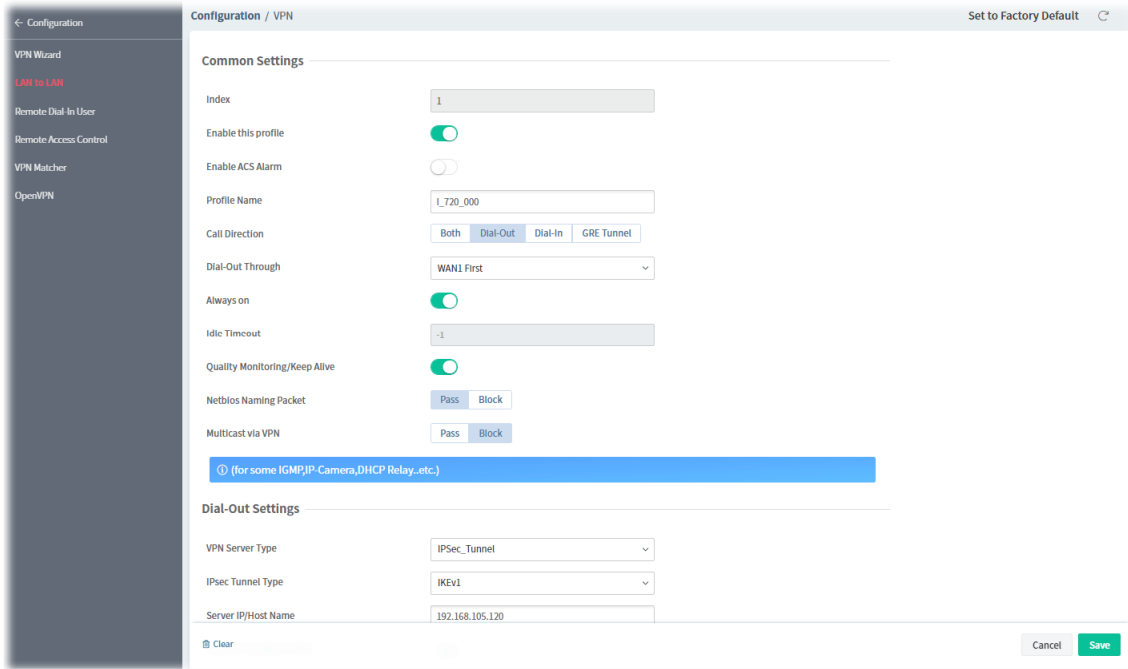 ← Configuration
Configuration / VPN
Set to Factory Default
VPN Wizard
LAN to LAN
Remote Dial-In User
Remote Access Control
VPN Matcher
OpenVPN
Common Settings
Index 1
Enable this profile
Enable ACS Alarm
Profile Name I_720_000
Call Direction Both Dial-Out Dial-In GRE Tunnel
Dial-Out Through WAN1 First
Always on
Idle Timeout -1
Quality Monitoring/Keep Alive
Netbios Naming Packet Pass Block
Multicast via VPN Pass Block
(for some IGMP,IP-Camera,DHCP Relay..etc.)
Dial-Out Settings
VPN Server Type IPSec_Tunnel
IPsec Tunnel Type IKEv1
Server IP/Host Name 192.168.105.120
Clear
Cancel Save